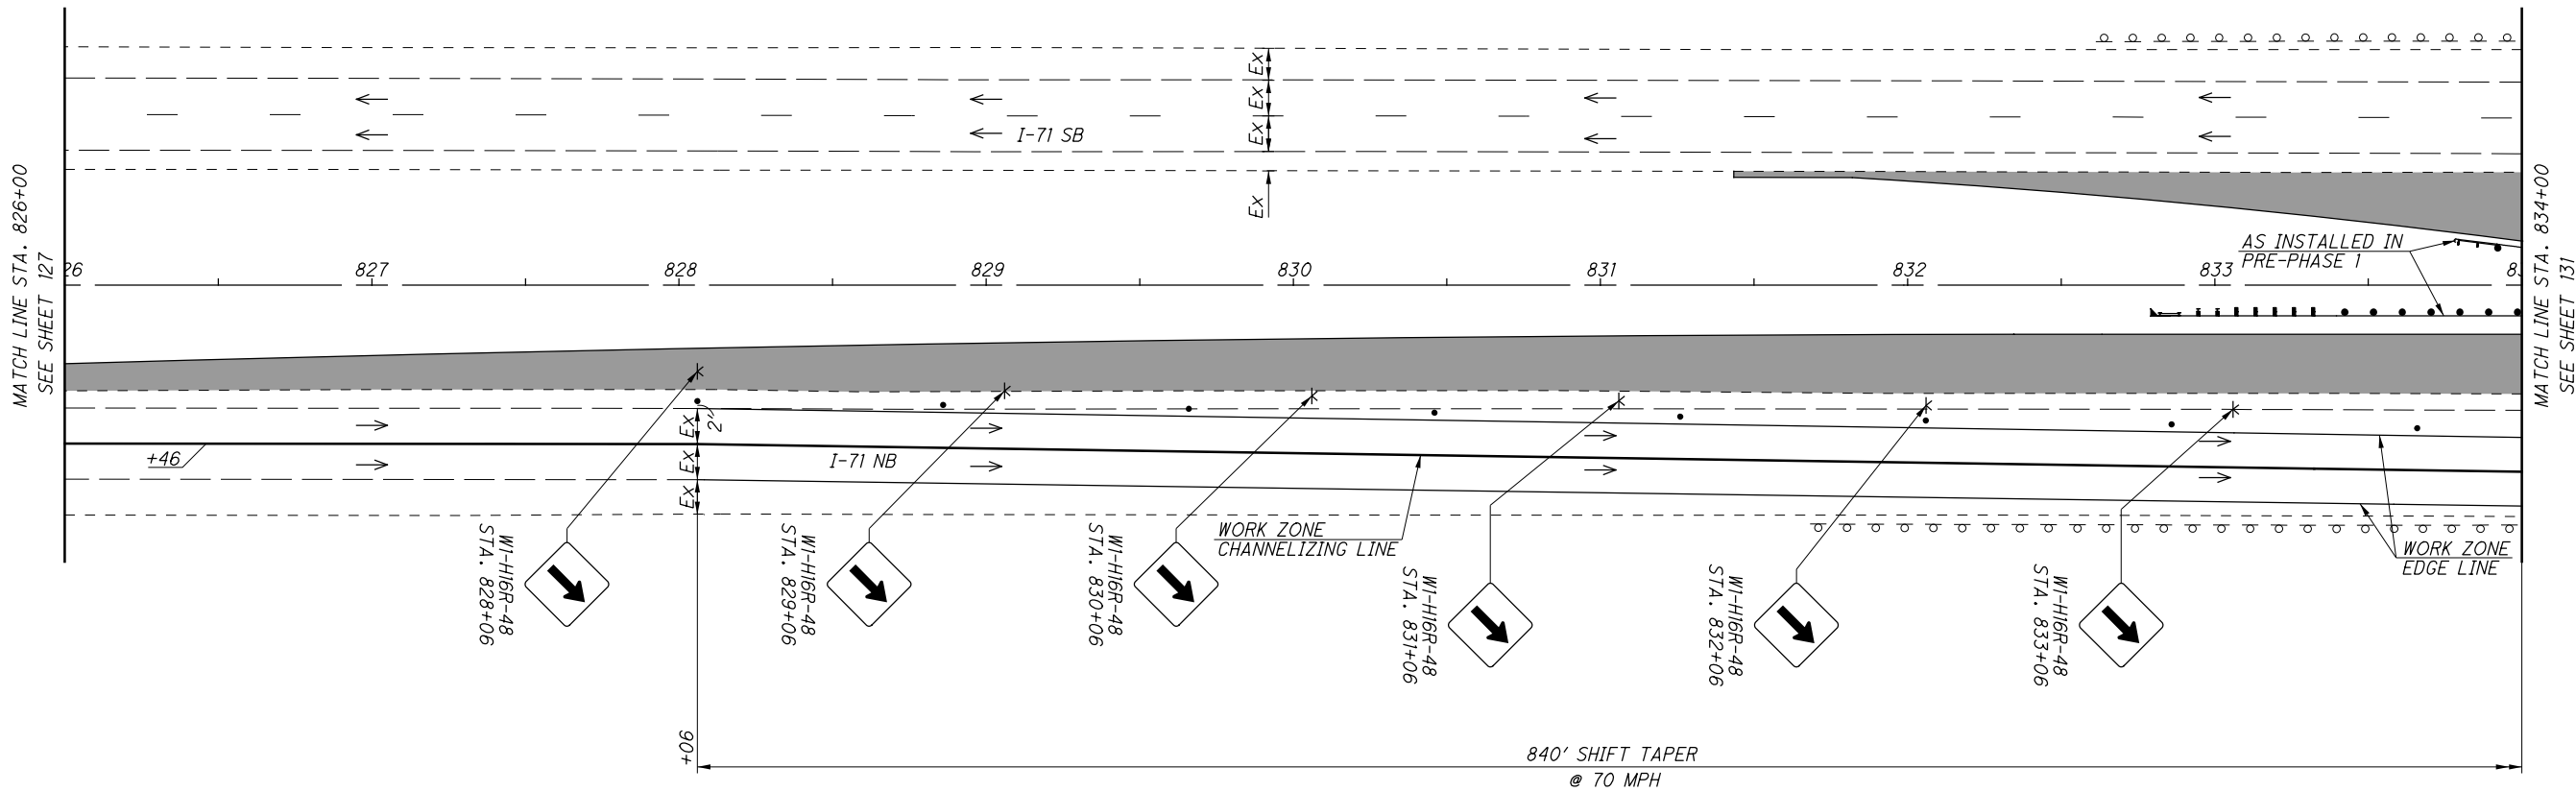 MATCH LINE STA. 826+00
SEE SHEET 127
EX
EX
EX
EX
I-71 SB
26
827
828
829
830
831
832
833
AS INSTALLED IN
PRE-PHASE 1
MATCH LINE STA. 834+00
SEE SHEET 131
+46
EX
2'
EX
EX
I-71 NB
WORK ZONE
CHANNELIZING LINE
WORK ZONE
EDGE LINE
W1-H16R-48
STA. 828+06
W1-H16R-48
STA. 829+06
W1-H16R-48
STA. 830+06
W1-H16R-48
STA. 831+06
W1-H16R-48
STA. 832+06
W1-H16R-48
STA. 833+06
+06
840' SHIFT TAPER
@ 70 MPH